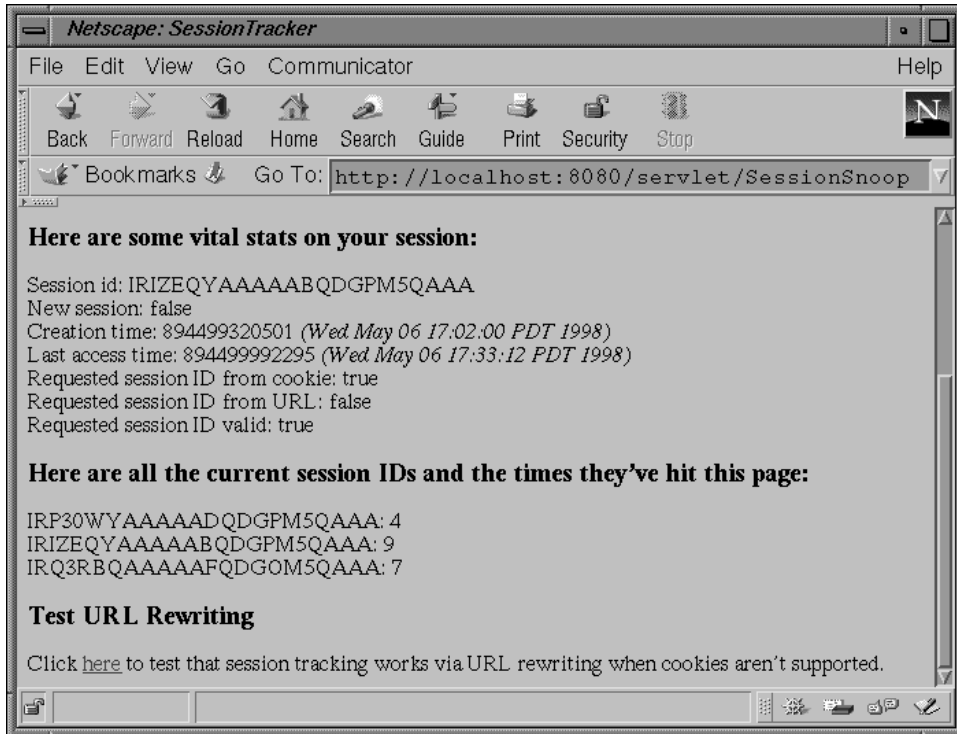 Netscape: SessionTracker
File Edit View Go Communicator Help
Back Forward Reload Home Search Guide Print Security Stop
N
Bookmarks Go To: http://localhost:8080/servlet/SessionSnoop
Here are some vital stats on your session:
Session id: IRIZEQYAAAAABQDGPM5QAAA
New session: false
Creation time: 894499320501 (Wed May 06 17:02:00 PDT 1998)
Last access time: 894499992295 (Wed May 06 17:33:12 PDT 1998)
Requested session ID from cookie: true
Requested session ID from URL: false
Requested session ID valid: true
Here are all the current session IDs and the times they've hit this page:
IRP30WYAAAAADQDGPM5QAAA: 4
IRIZEQYAAAAABQDGPM5QAAA: 9
IRQ3RBQAAAAAFQDGOM5QAAA: 7
Test URL Rewriting
Click here to test that session tracking works via URL rewriting when cookies aren't supported.